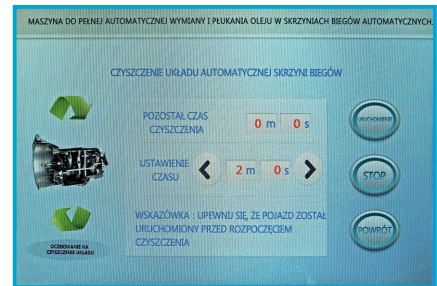 MASZYNA DO PEŁNEJ AUTOMATYCZNEJ WYMIANY I PŁUKANIA OLEJU W SKRZYNIACH BIEGÓW AUTOMATYCZNYCH.
CZYSZCZENIE UKŁADU AUTOMATYCZNEJ SKRZYNI BIEGÓW
POZOSTAŁ CZAS
CZYSZCZENIA
0 m 0 s
URUCHOMIENIE
USTAWIENIE
CZASU
2 m 0 s
STOP
WSKAZÓWKA : UPEWNIJ SIĘ, ŻE POJAZD ZOSTAŁ
URUCHOMIONY PRZED ROZPOCZĘCIEM
CZYSZCZENIA
POWRÓT
OCZEKIWANIE NA
CZYSZCZENIE UKŁADU